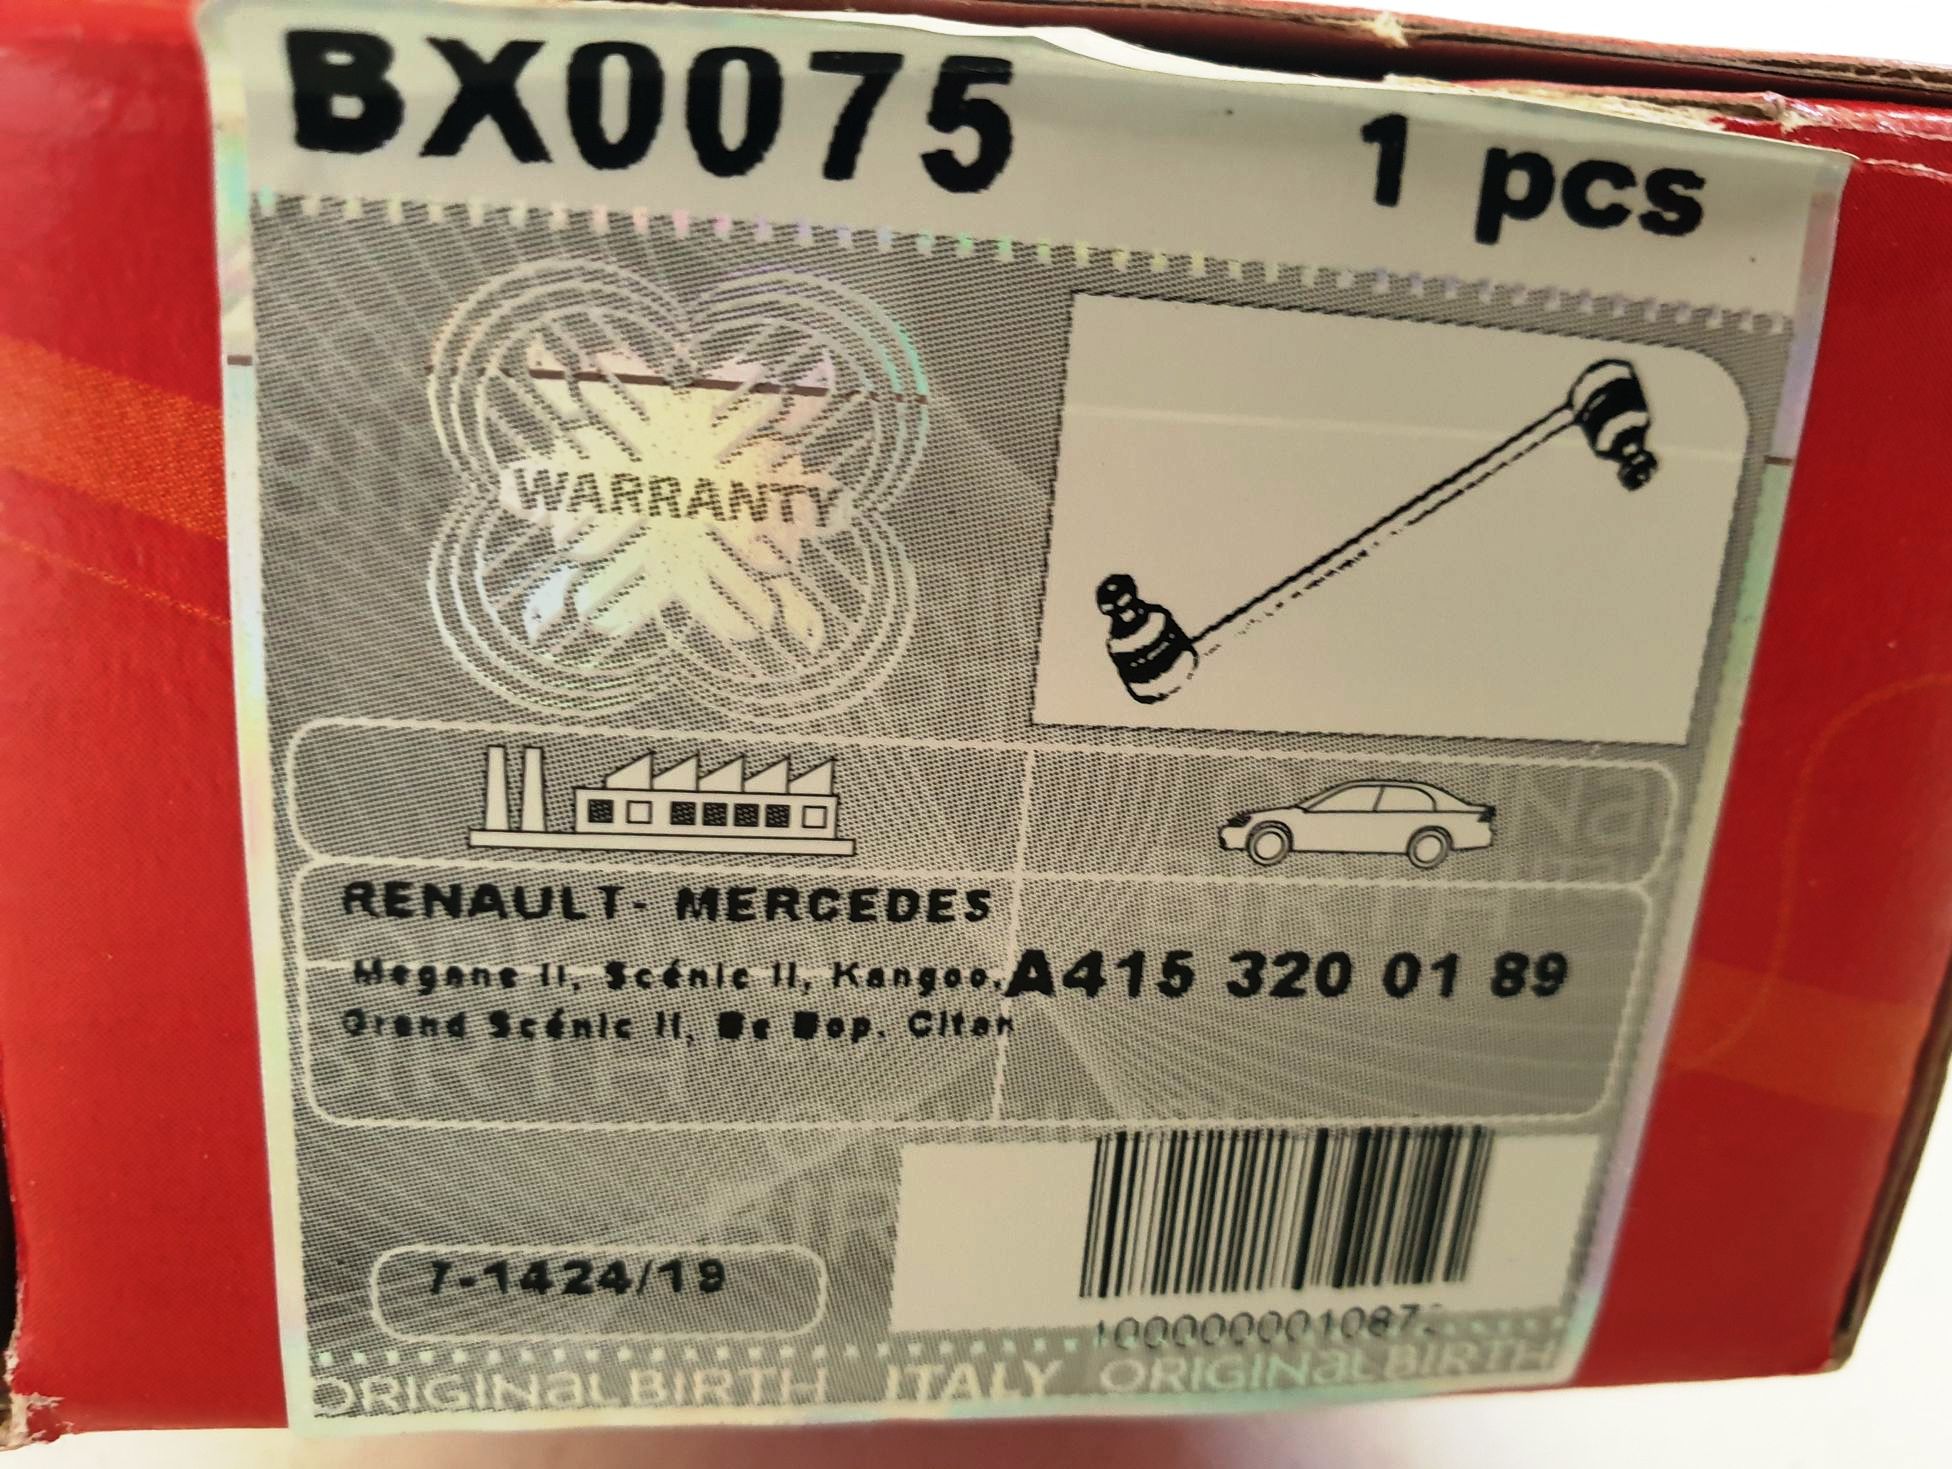 BX0075 1 pcs
WARRANTY
RENAULT- MERCEDES
Megane II, Scénic II, Kangoo, A415 320 01 89
Grand Scénic II, Be Bop. Citan
7-1424/19
ORIGINaLBIRTH ITALY ORIGINaLBIRTH